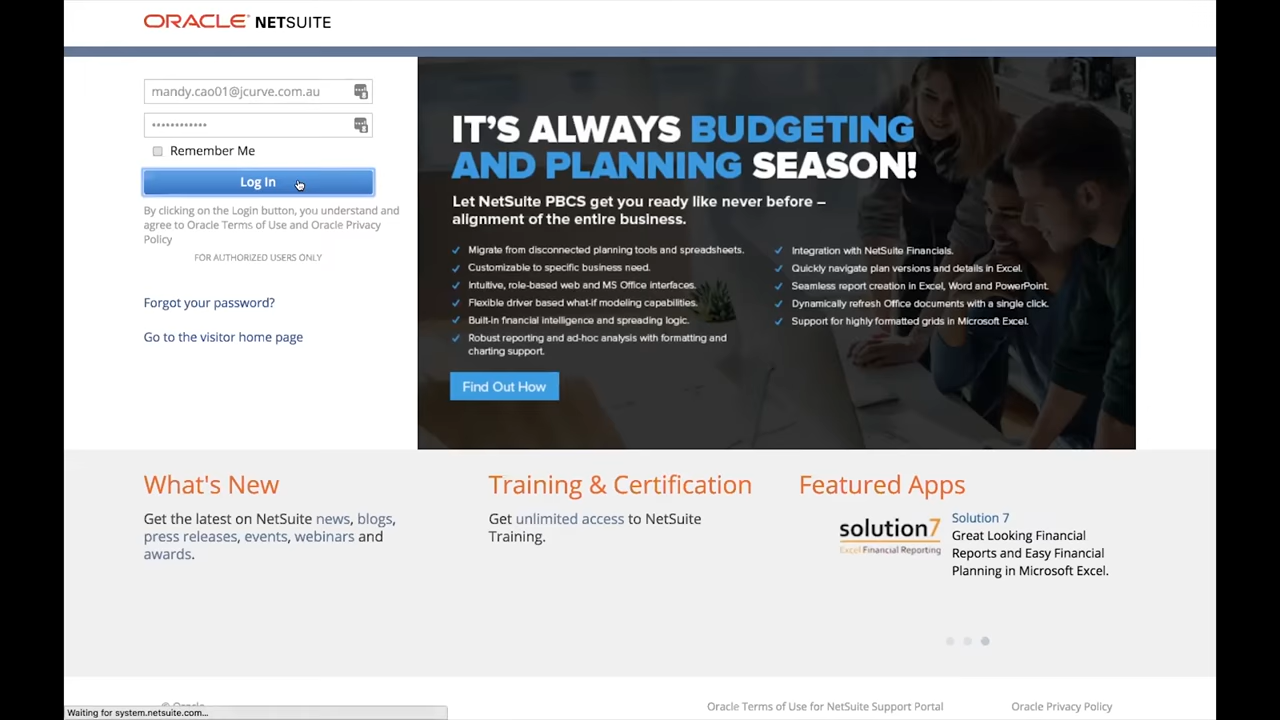 ORACLE NETSUITE
mandy.cao01@jcurve.com.au
••••••••••••
Remember Me
Log In
By clicking on the Login button, you understand and
agree to Oracle Terms of Use and Oracle Privacy
Policy
FOR AUTHORIZED USERS ONLY
Forgot your password?
Go to the visitor home page
IT'S ALWAYS BUDGETING
AND PLANNING SEASON!
Let NetSuite PBCS get you ready like never before –
alignment of the entire business.
Migrate from disconnected planning tools and spreadsheets.
Customizable to specific business need.
Intuitive, role-based web and MS Office interfaces.
Flexible driver based what-if modeling capabilities.
Built-in financial intelligence and spreading logic.
Robust reporting and ad-hoc analysis with formatting and
charting support.
Integration with NetSuite Financials.
Quickly navigate plan versions and details in Excel.
Seamless report creation in Excel, Word and PowerPoint.
Dynamically refresh Office documents with a single click.
Support for highly formatted grids in Microsoft Excel.
Find Out How
What's New
Get the latest on NetSuite news, blogs,
press releases, events, webinars and
awards.
Training & Certification
Get unlimited access to NetSuite
Training.
Featured Apps
solution7
Excel Financial Reporting
Solution 7
Great Looking Financial
Reports and Easy Financial
Planning in Microsoft Excel.
© Oracle
Oracle Terms of Use for NetSuite Support Portal
Oracle Privacy Policy
Waiting for system.netsuite.com...